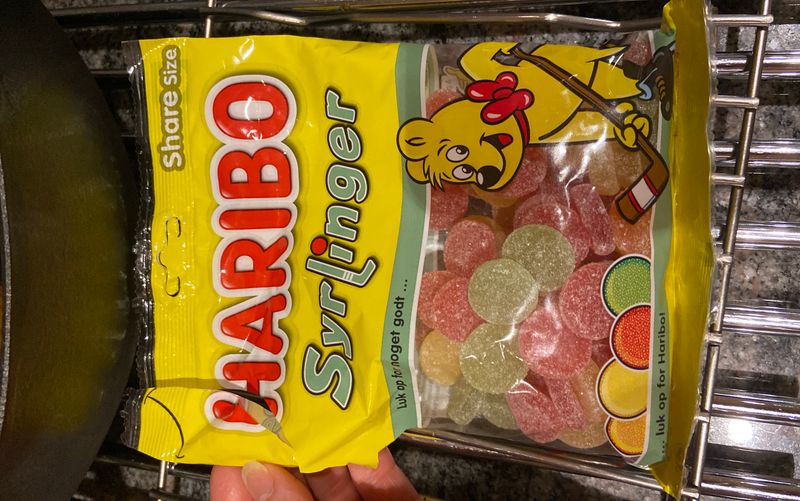 Share Size
HARIBO
Syrlinger
Luk op for noget godt ...
... luk op for Haribo!